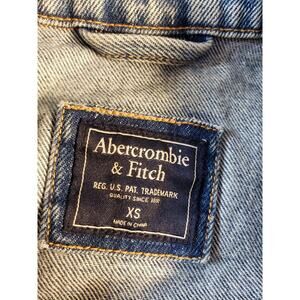 Abercrombie
& Fitch
REG. U.S. PAT. TRADEMARK
QUALITY SINCE 1892
XS
MADE IN CHINA